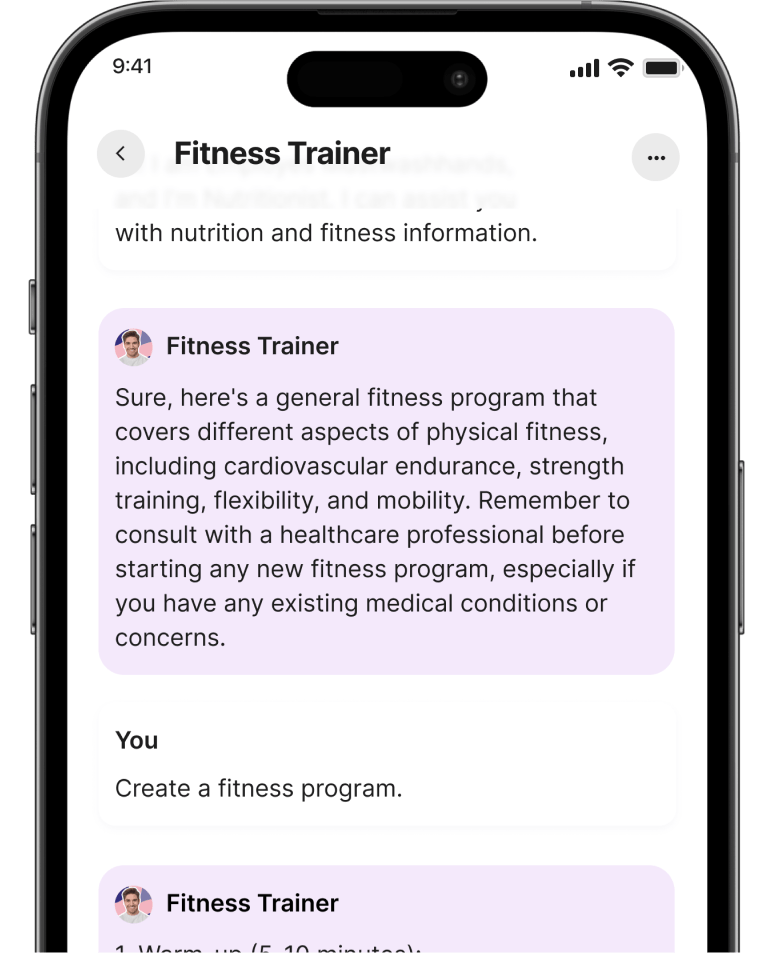 9:41
Fitness Trainer
and I'm Nutritionist. I can assist you
with nutrition and fitness information.
Fitness Trainer
Sure, here's a general fitness program that
covers different aspects of physical fitness,
including cardiovascular endurance, strength
training, flexibility, and mobility. Remember to
consult with a healthcare professional before
starting any new fitness program, especially if
you have any existing medical conditions or
concerns.
You
Create a fitness program.
Fitness Trainer
1. Warm-up (5-10 minutes):